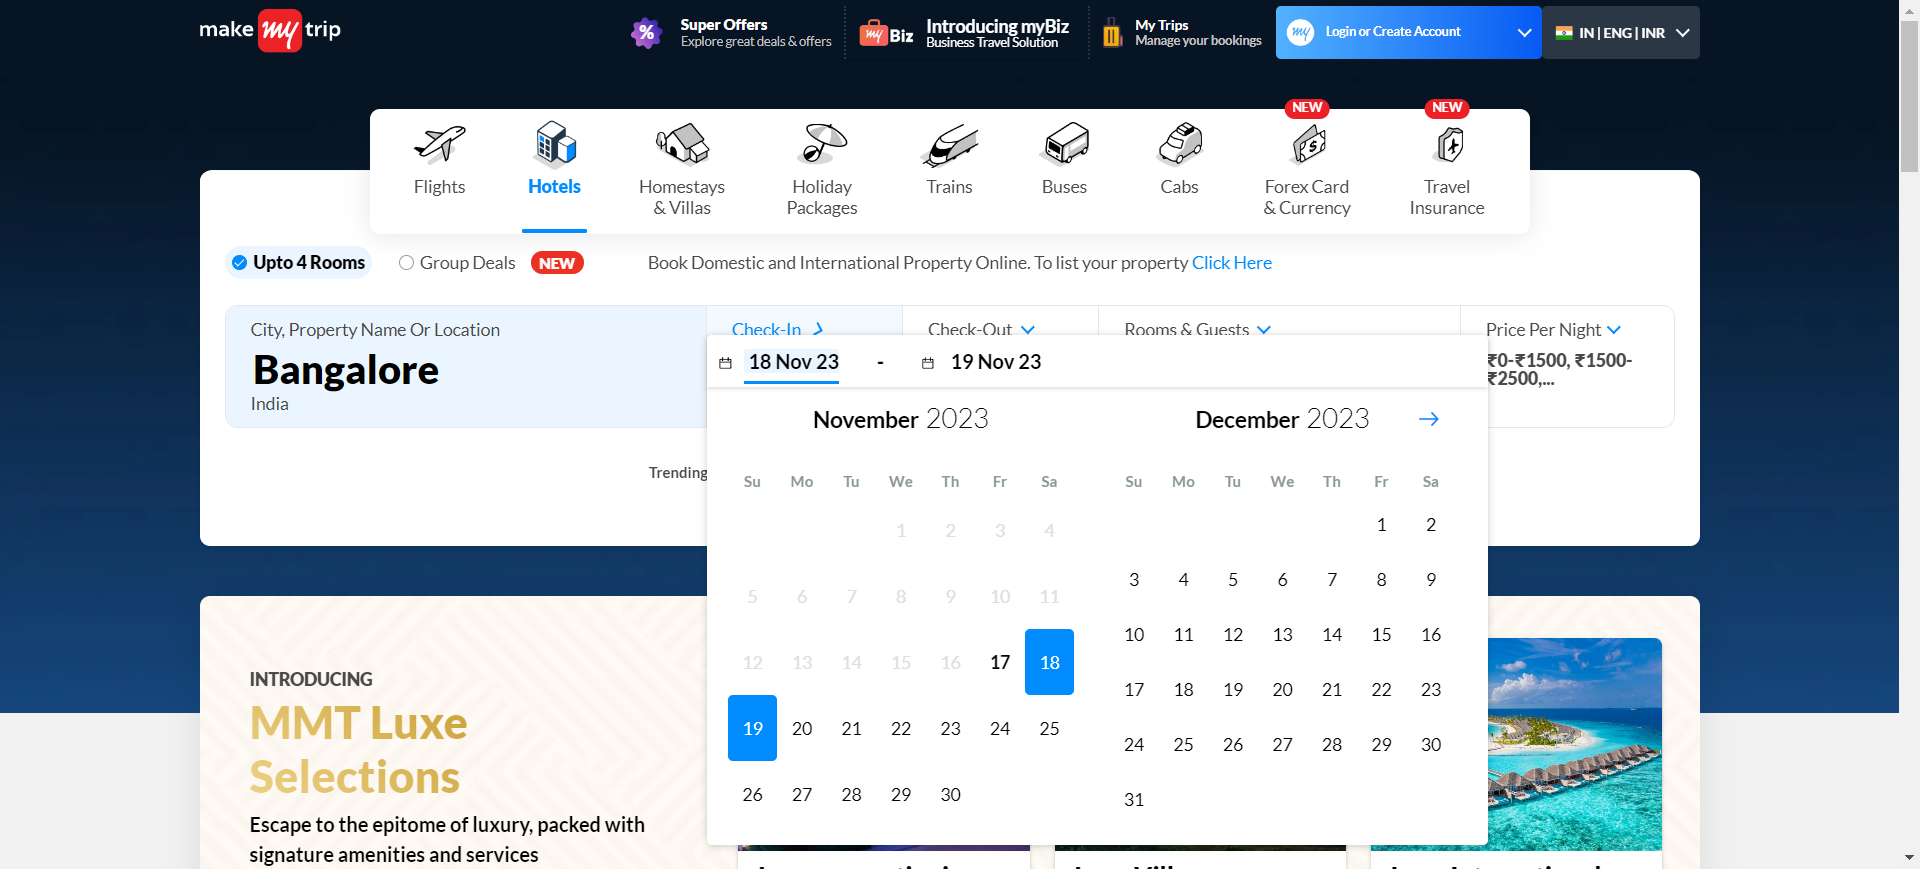 make my trip
% Super Offers
Explore great deals & offers
my Biz Introducing myBiz
Business Travel Solution
My Trips
Manage your bookings
my Login or Create Account
IN | ENG | INR
NEW
NEW
Flights
Hotels
Homestays
& Villas
Holiday
Packages
Trains
Buses
Cabs
Forex Card
& Currency
Travel
Insurance
Upto 4 Rooms
Group Deals NEW
Book Domestic and International Property Online. To list your property Click Here
City, Property Name Or Location
Bangalore
India
Check-In
Check-Out
Rooms & Guests
Price Per Night
₹0-₹1500, ₹1500-
₹2500,...
18 Nov 23 - 19 Nov 23
Trending
November 2023
Su Mo Tu We Th Fr Sa
1 2 3 4
5 6 7 8 9 10 11
12 13 14 15 16 17 18
19 20 21 22 23 24 25
26 27 28 29 30
December 2023
Su Mo Tu We Th Fr Sa
1 2
3 4 5 6 7 8 9
10 11 12 13 14 15 16
17 18 19 20 21 22 23
24 25 26 27 28 29 30
31
INTRODUCING
MMT Luxe
Selections
Escape to the epitome of luxury, packed with
signature amenities and services